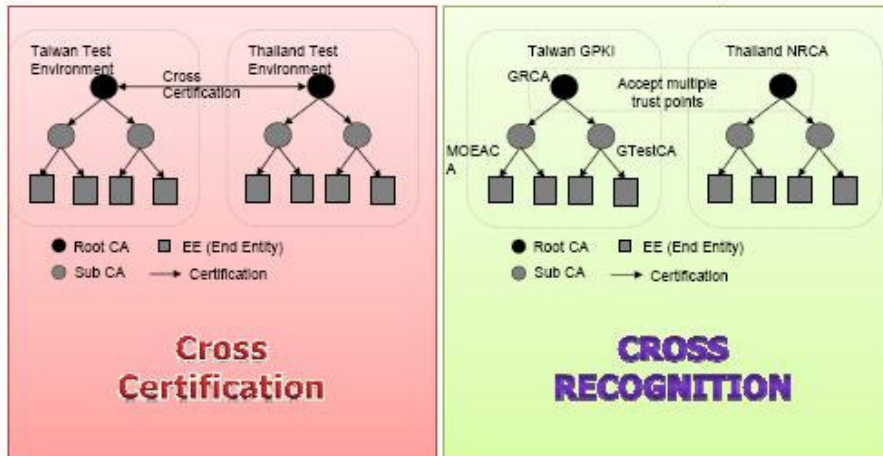 Taiwan Test
Environment
Thailand Test
Environment
Cross
Certification
Root CA
EE (End Entity)
Sub CA
Certification
Cross
Certification
Taiwan GPKI
Thailand NRCA
GRCA
Accept multiple
trust points
MOEAC
A
GTestCA
Root CA
EE (End Entity)
Sub CA
Certification
CROSS
RECOGNITION